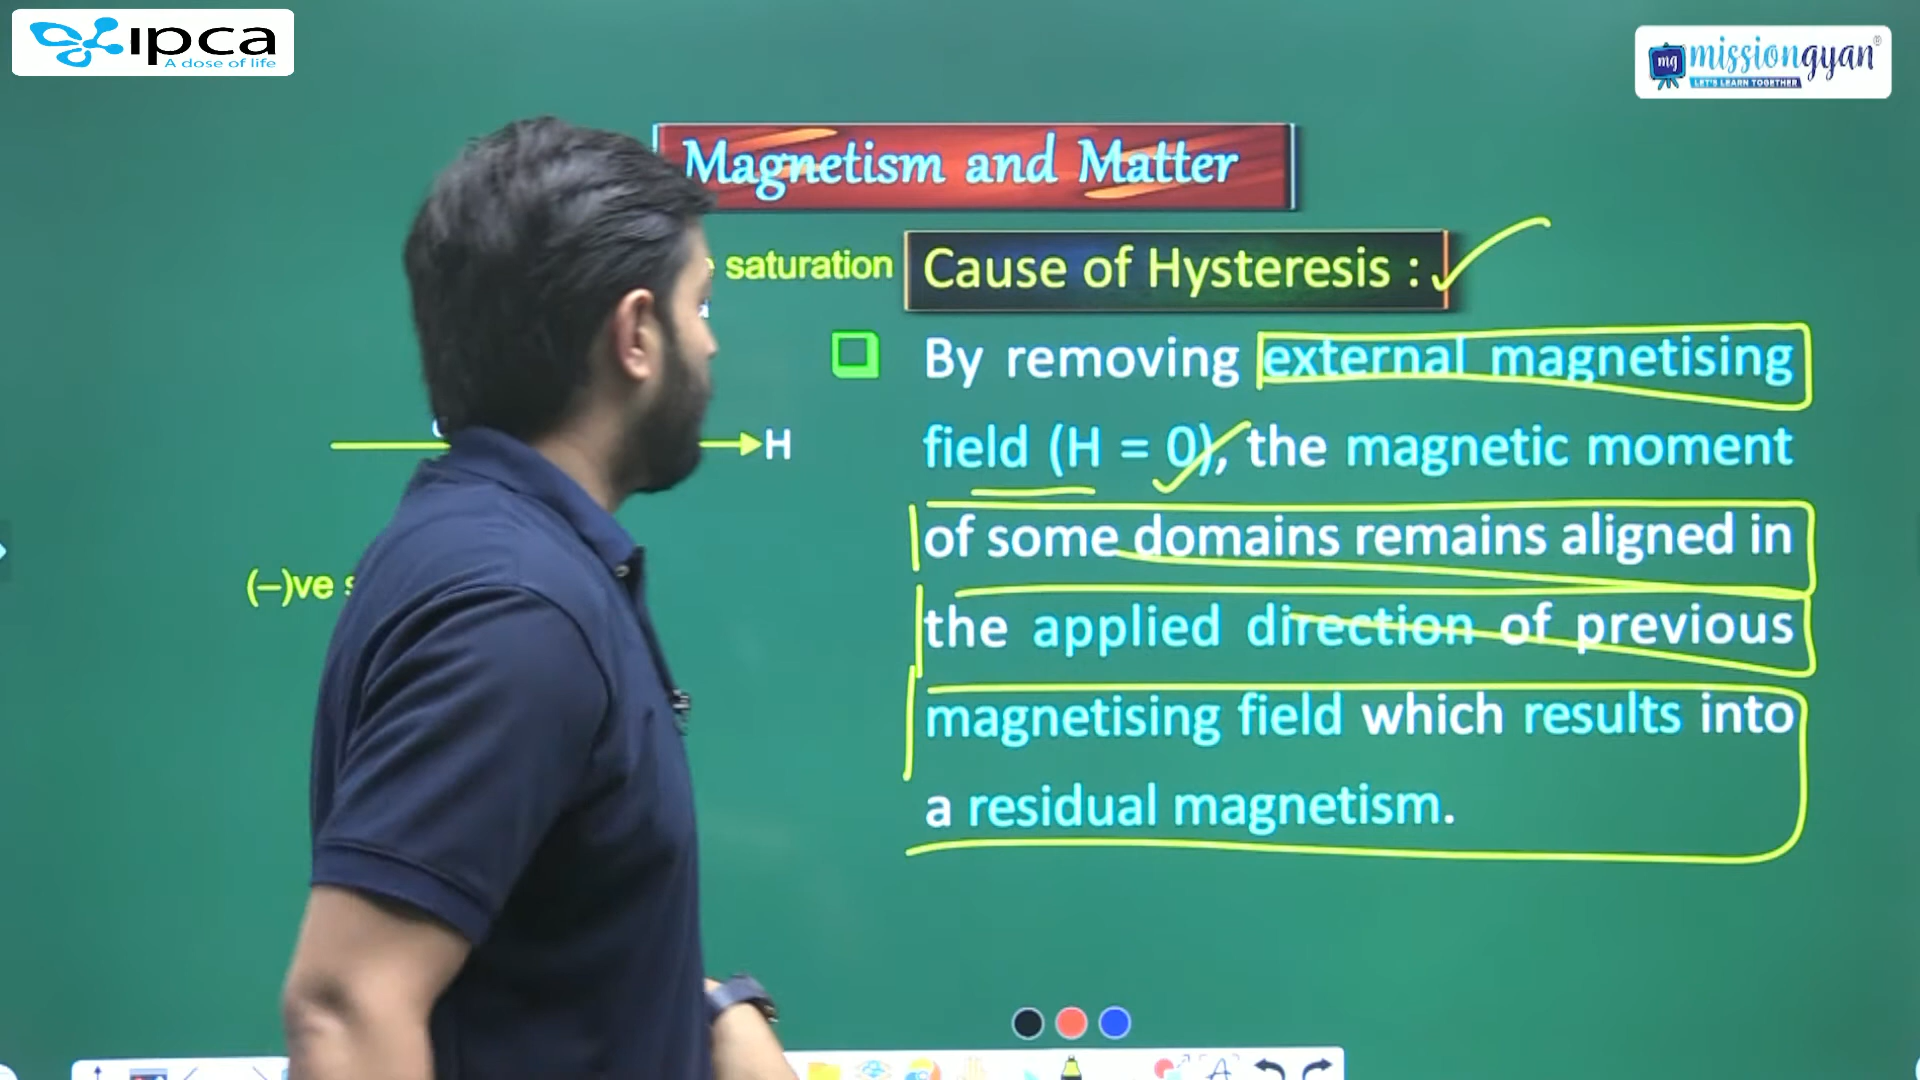 ipca
A dose of life
mg missiongyan
LET'S LEARN TOGETHER
Magnetism and Matter
saturation
Cause of Hysteresis :
By removing external magnetising
field (H = 0), the magnetic moment
of some domains remains aligned in
the applied direction of previous
magnetising field which results into
a residual magnetism.
H
(–)ve